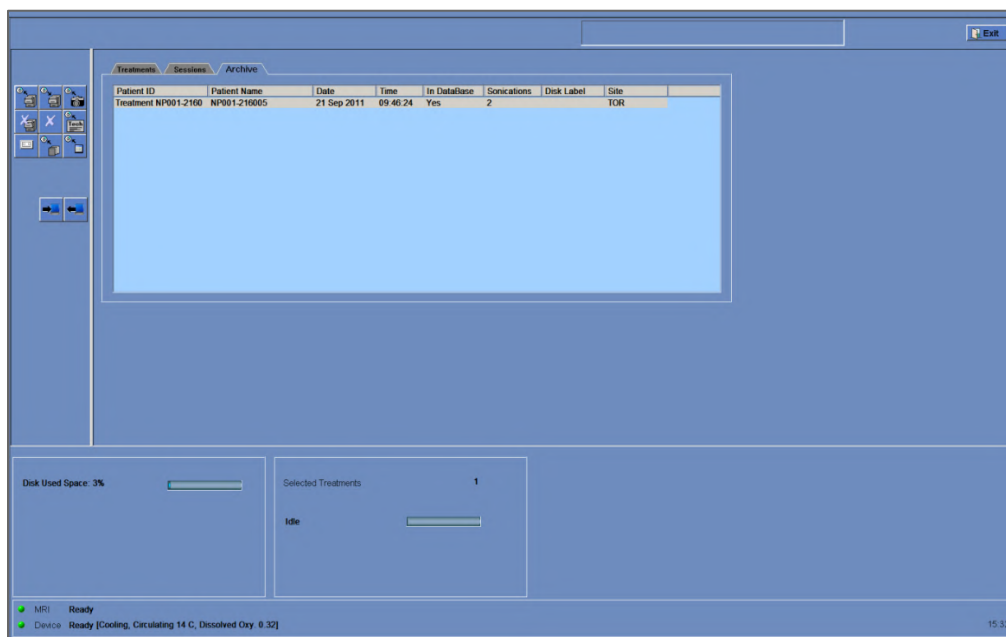 Exit
Treatments Sessions Archive
Patient ID Patient Name Date Time In DataBase Sonications Disk Label Site
Treatment NP001-2160 NP001-216005 21 Sep 2011 09:46:24 Yes 2 TOR
Disk Used Space: 3%
Selected Treatments 1
Idle
MRI Ready
Device Ready [Cooling, Circulating 14 C, Dissolved Oxy. 0.32]